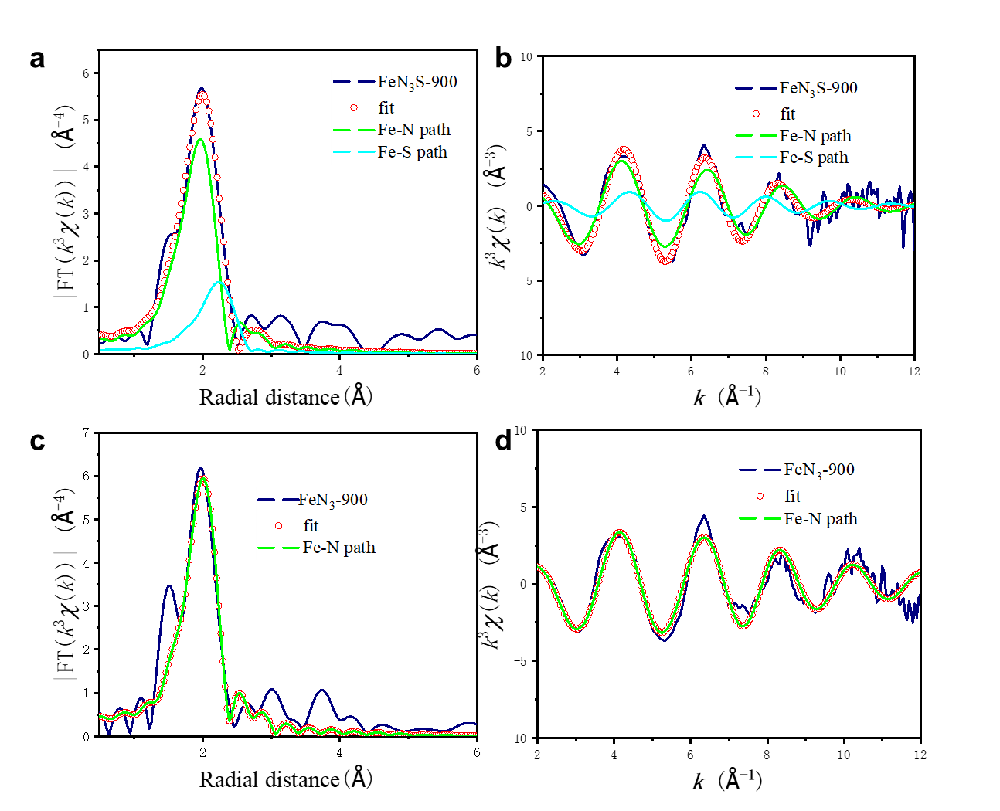 a
6
5
4
3
2
1
0
2
4
6
|FT(k³χ(k))| (Å⁻⁴)
Radial distance(Å)
FeN₃S-900
fit
Fe-N path
Fe-S path
b
10
5
0
−5
−10
2
4
6
8
10
12
k³χ(k) (Å⁻³)
k (Å⁻¹)
FeN₃S-900
fit
Fe-N path
Fe-S path
c
7
6
5
4
3
2
1
0
2
4
6
|FT(k³χ(k))| (Å⁻⁴)
Radial distance(Å)
FeN₃-900
fit
Fe-N path
d
10
5
0
−5
−10
2
4
6
8
10
12
k³χ(k) (Å⁻³)
k (Å⁻¹)
FeN₃-900
fit
Fe-N path